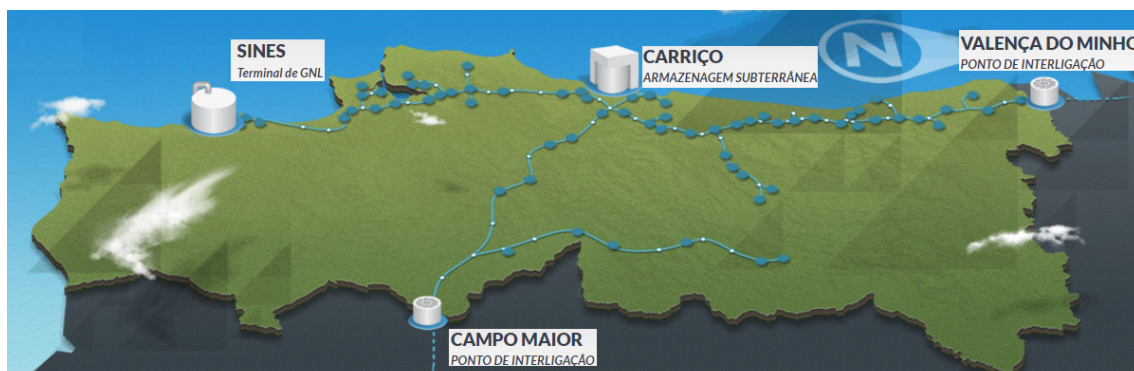 SINES
Terminal de GNL
CARRIÇO
ARMAZENAGEM SUBTERRÂNEA
N
VALENÇA DO MINHO
PONTO DE INTERLIGAÇÃO
CAMPO MAIOR
PONTO DE INTERLIGAÇÃO